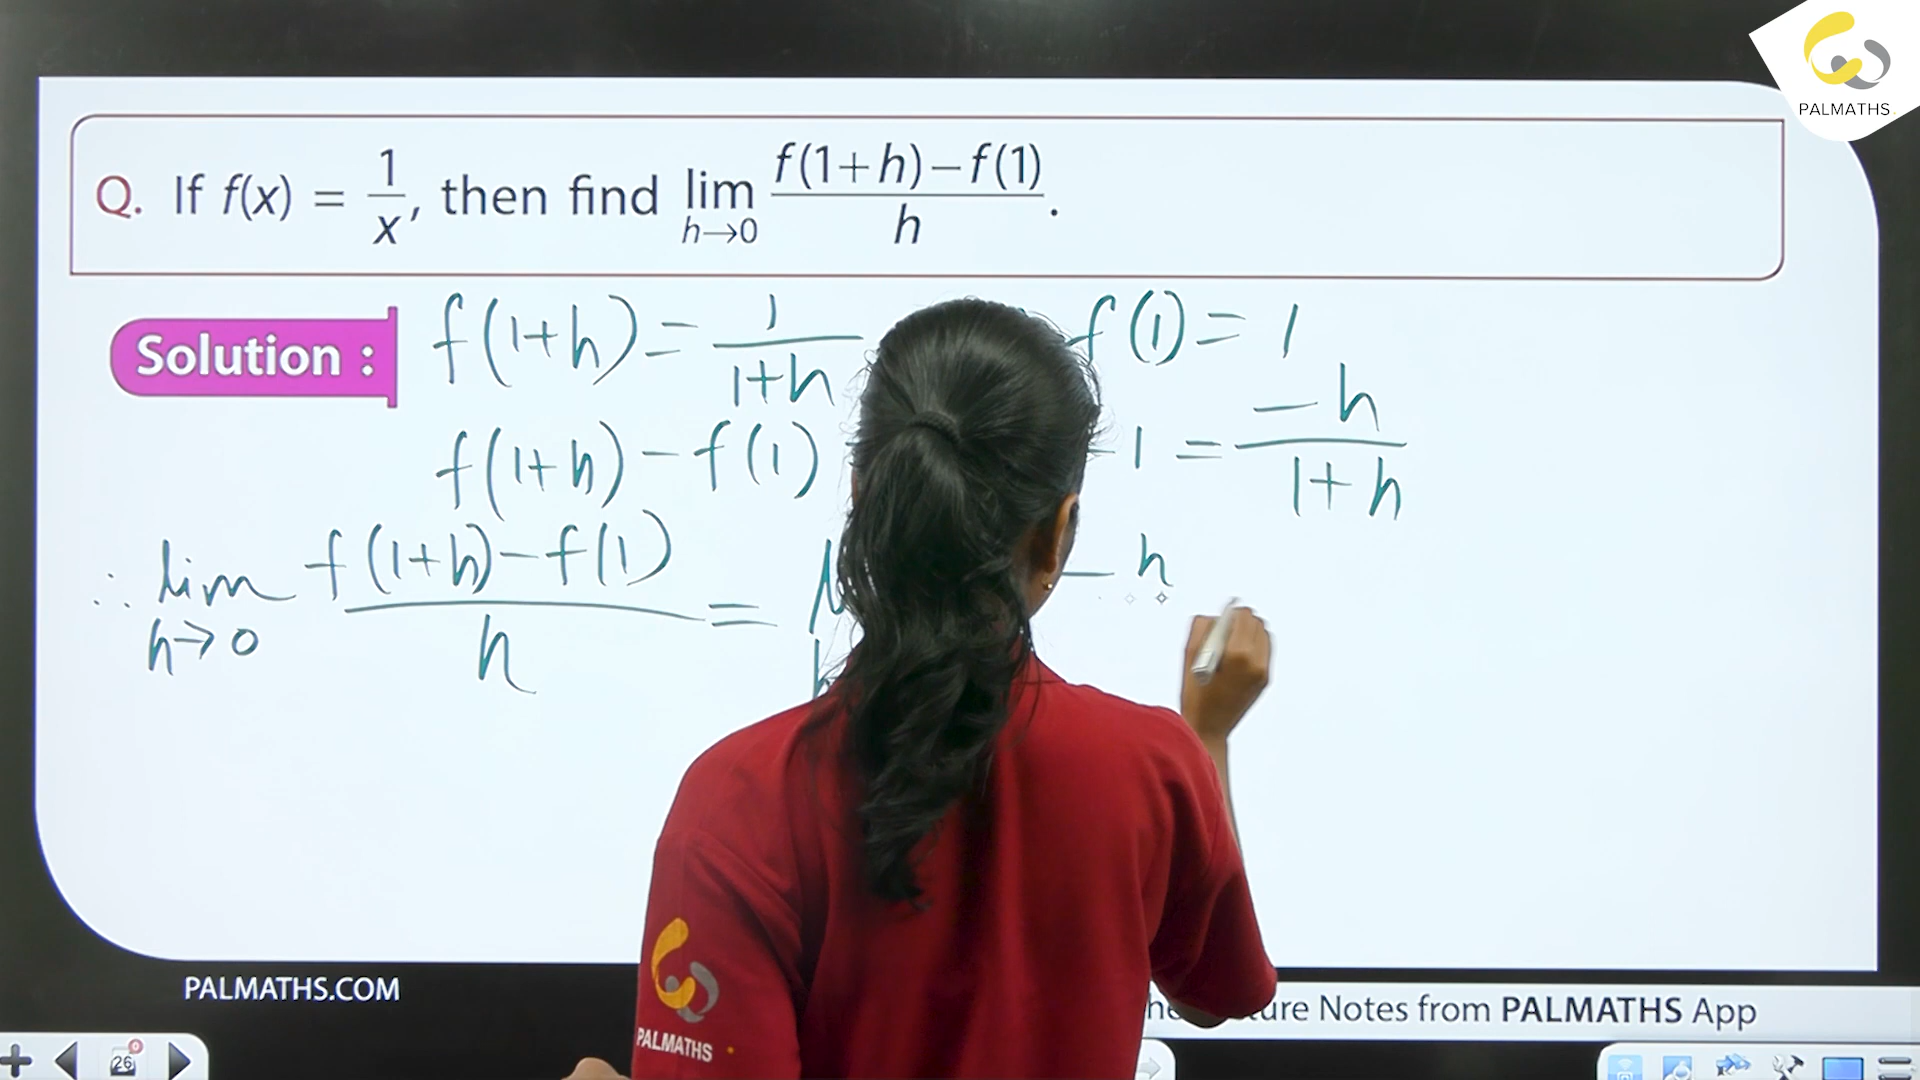 PALMATHS
Q. If f(x) = 1/x, then find lim h→0 f(1+h)−f(1)/h.
Solution : f(1+h) = 1/1+h f(1) = 1
f(1+h) − f(1) − 1 = −h/1+h
∴ lim h→0 f(1+h)−f(1)/h = − h
PALMATHS
PALMATHS.COM
Notes from PALMATHS App
26
0